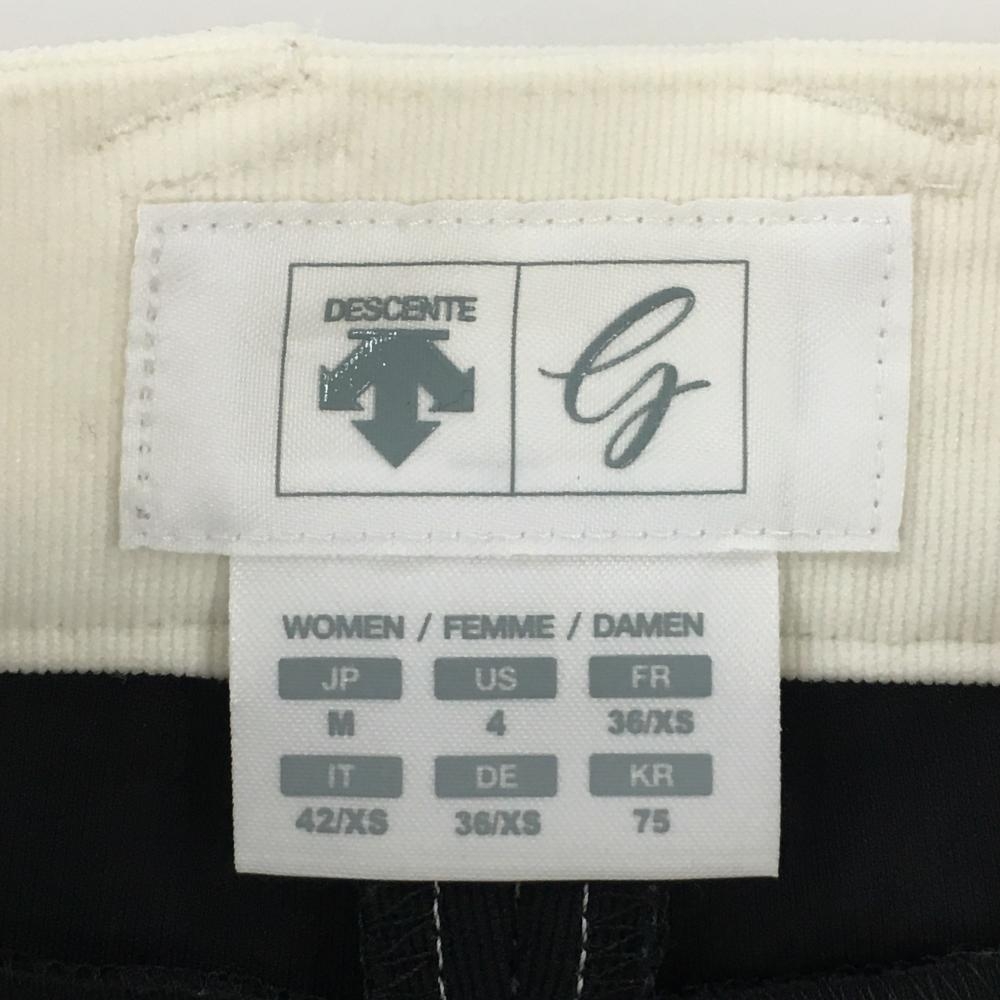 DESCENTE
G
WOMEN / FEMME / DAMEN
JP US FR
M 4 36/XS
IT DE KR
42/XS 36/XS 75